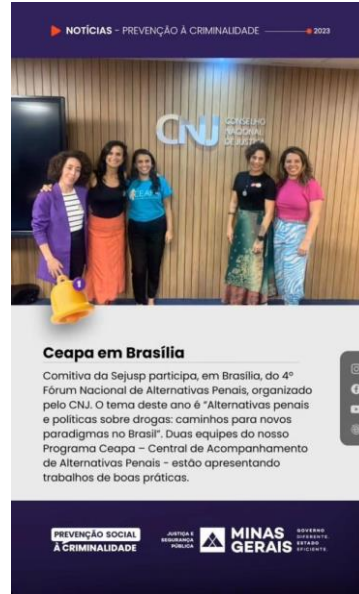 NOTÍCIAS - PREVENÇÃO À CRIMINALIDADE
2023
CNJ
CONSELHO
NACIONAL
DE JUSTIÇA
Ceapa em Brasília
Comitiva da Sejusp participa, em Brasília, do 4º
Fórum Nacional de Alternativas Penais, organizado
pelo CNJ. O tema deste ano é “Alternativas penais
e políticas sobre drogas: caminhos para novos
paradigmas no Brasil”. Duas equipes do nosso
Programa Ceapa – Central de Acompanhamento
de Alternativas Penais - estão apresentando
trabalhos de boas práticas.
PREVENÇÃO SOCIAL
À CRIMINALIDADE
JUSTIÇA E
SEGURANÇA
PÚBLICA
MINAS
GERAIS
GOVERNO
DIFERENTE.
ESTADO
EFICIENTE.